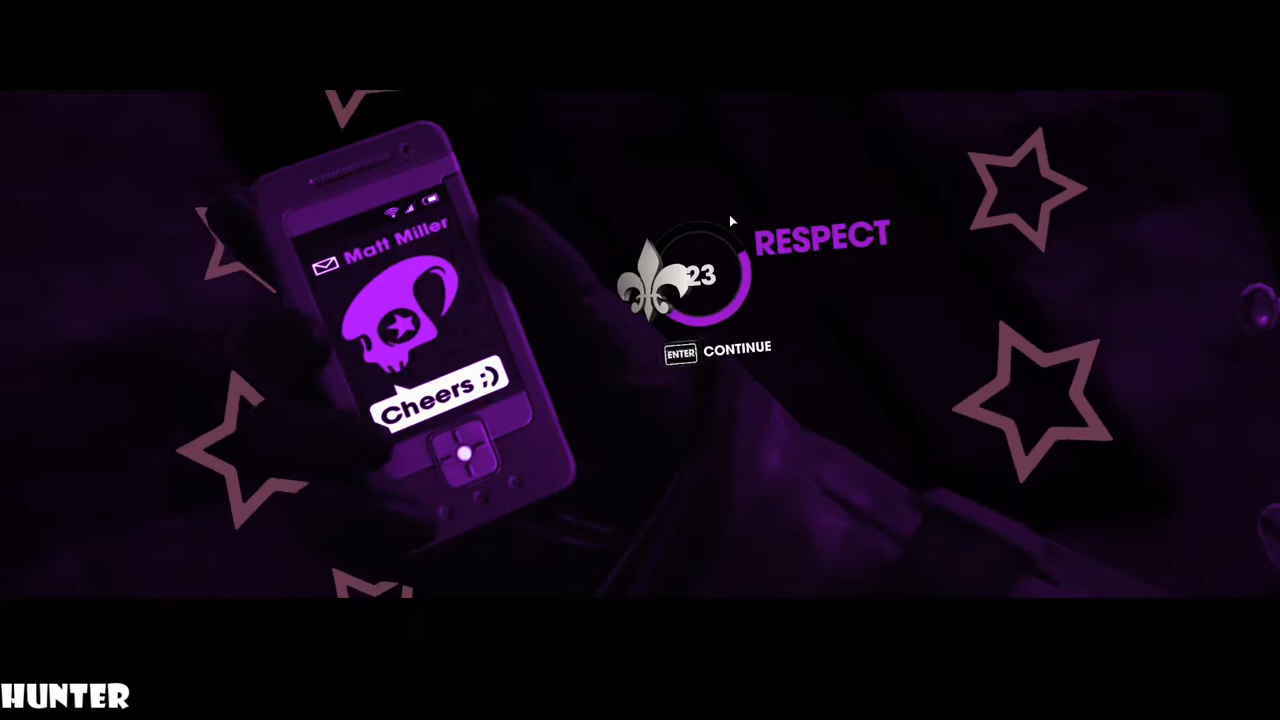 Matt Miller
Cheers ;)
RESPECT
23
ENTER CONTINUE
HUNTER